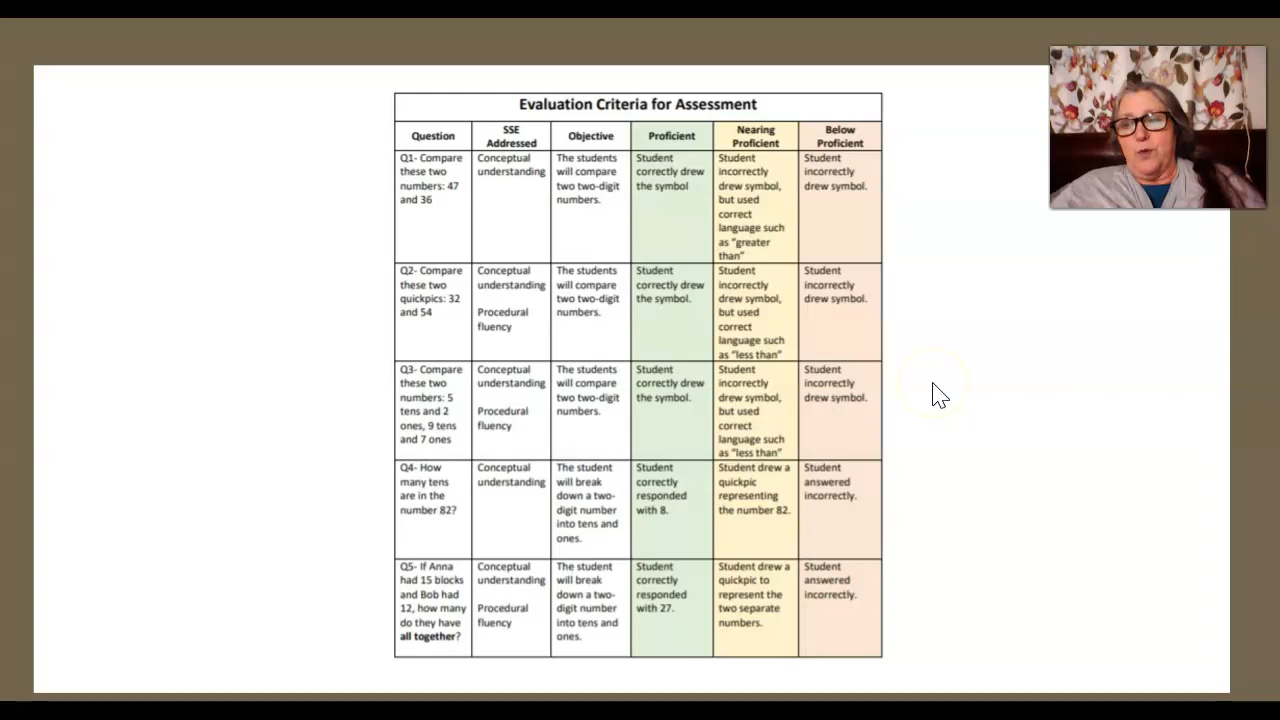 Evaluation Criteria for Assessment
Question
SSE
Addressed
Objective
Proficient
Nearing
Proficient
Below
Proficient
Q1- Compare
these two
numbers: 47
and 36
Conceptual
understanding
The students
will compare
two two-digit
numbers.
Student
correctly drew
the symbol
Student
incorrectly
drew symbol,
but used
correct
language such
as "greater
than"
Student
incorrectly
drew symbol.
Q2- Compare
these two
quickpics: 32
and 54
Conceptual
understanding
Procedural
fluency
The students
will compare
two two-digit
numbers.
Student
correctly drew
the symbol.
Student
incorrectly
drew symbol,
but used
correct
language such
as "less than"
Student
incorrectly
drew symbol.
Q3- Compare
these two
numbers: 5
tens and 2
ones, 9 tens
and 7 ones
Conceptual
understanding
Procedural
fluency
The students
will compare
two two-digit
numbers.
Student
correctly drew
the symbol.
Student
incorrectly
drew symbol,
but used
correct
language such
as "less than"
Student
incorrectly
drew symbol.
Q4- How
many tens
are in the
number 82?
Conceptual
understanding
The student
will break
down a two-
digit number
into tens and
ones.
Student
correctly
responded
with 8.
Student drew a
quickpic
representing
the number 82.
Student
answered
incorrectly.
Q5- If Anna
had 15 blocks
and Bob had
12, how many
do they have
all together?
Conceptual
understanding
Procedural
fluency
The student
will break
down a two-
digit number
into tens and
ones.
Student
correctly
responded
with 27.
Student drew a
quickpic to
represent the
two separate
numbers.
Student
answered
incorrectly.